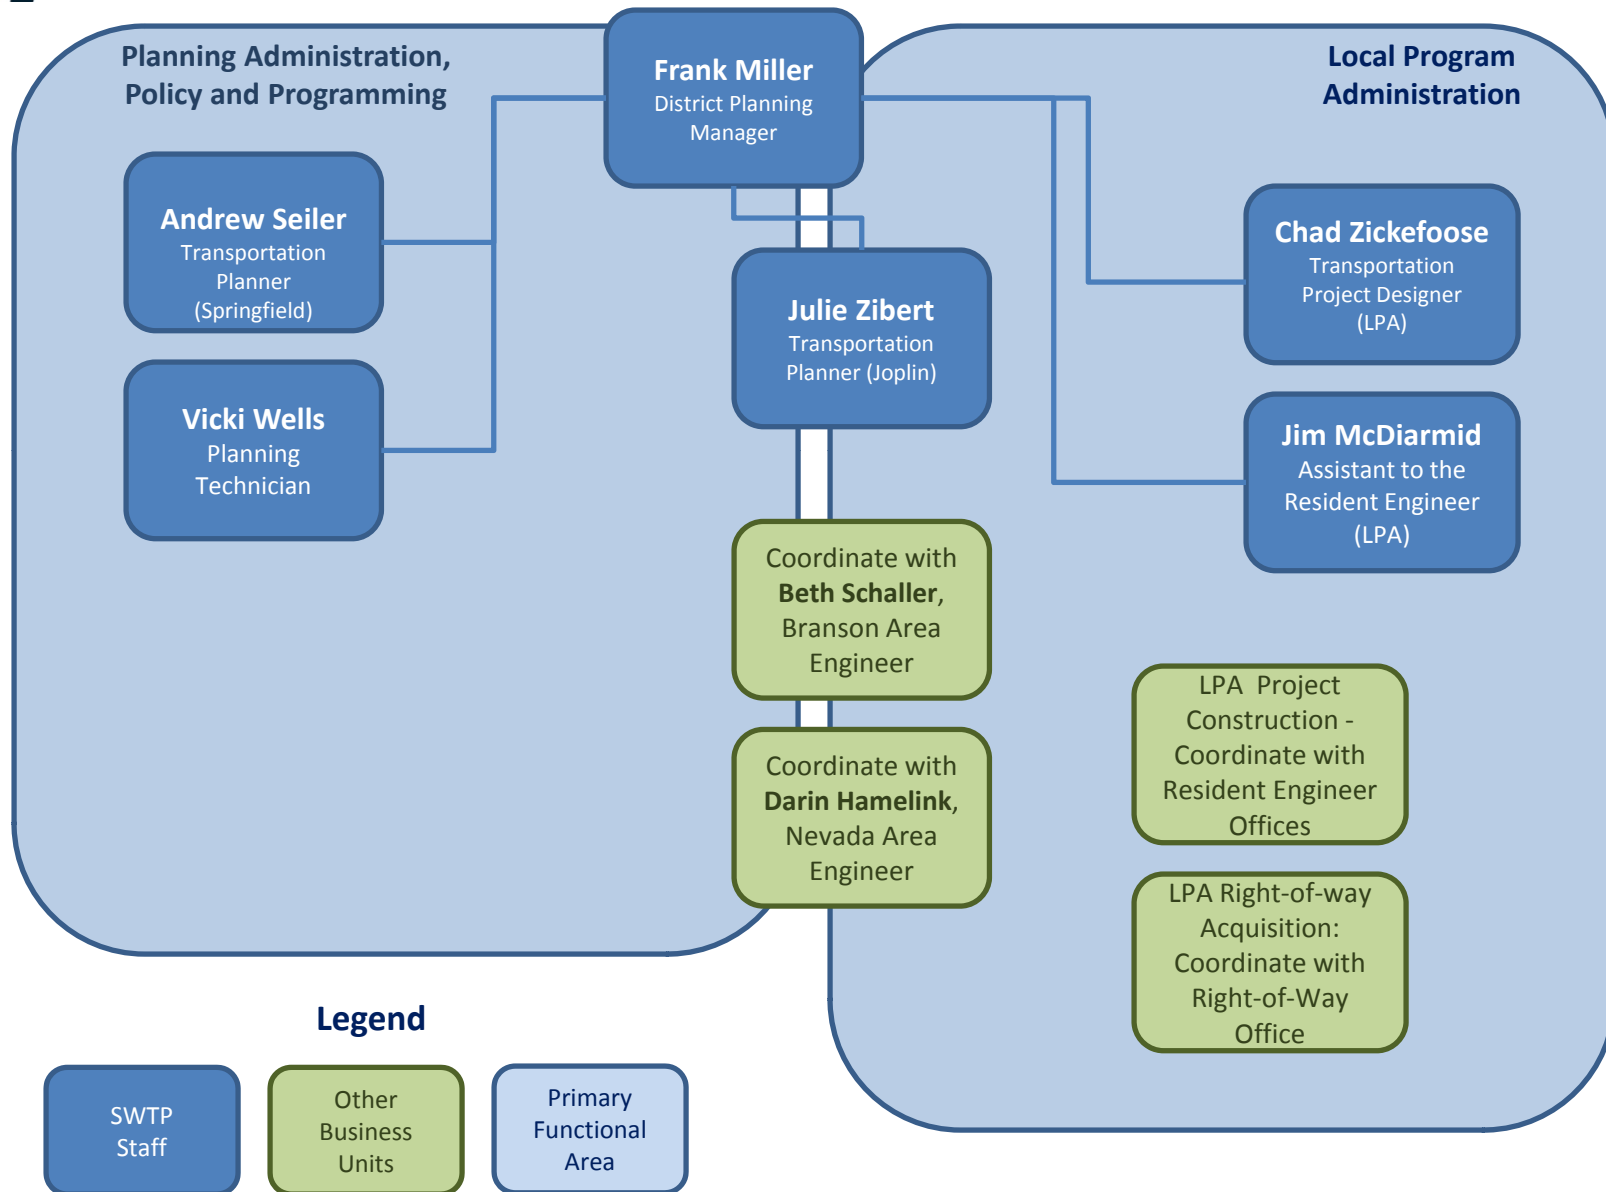 Planning Administration,
Policy and Programming
Frank Miller
District Planning
Manager
Local Program
Administration
Andrew Seiler
Transportation
Planner
(Springfield)
Vicki Wells
Planning
Technician
Julie Zibert
Transportation
Planner (Joplin)
Chad Zickefoose
Transportation
Project Designer
(LPA)
Jim McDiarmid
Assistant to the
Resident Engineer
(LPA)
Coordinate with
Beth Schaller,
Branson Area
Engineer
Coordinate with
Darin Hamelink,
Nevada Area
Engineer
LPA  Project
Construction -
Coordinate with
Resident Engineer
Offices
LPA Right-of-way
Acquisition:
Coordinate with
Right-of-Way
Office
Legend
SWTP
Staff
Other
Business
Units
Primary
Functional
Area